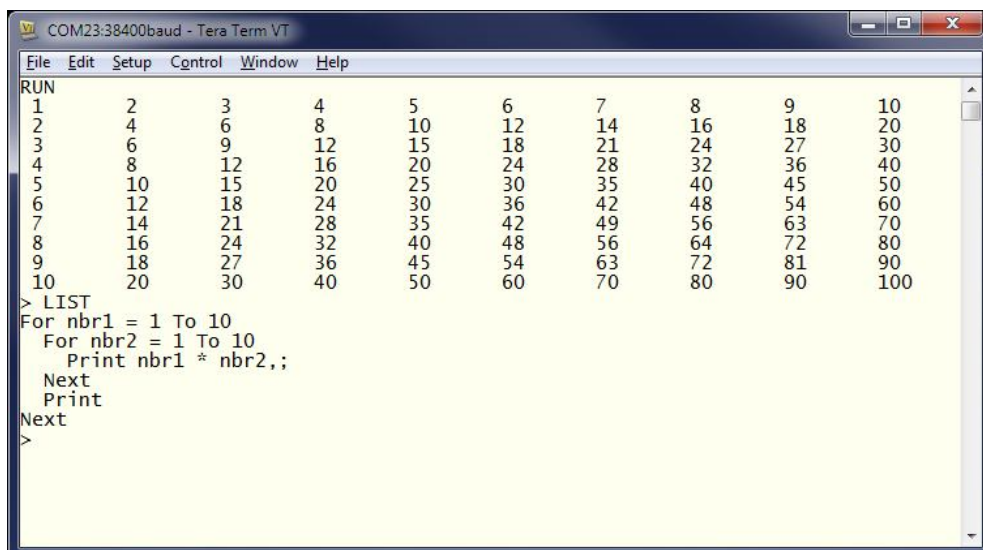 COM23:38400baud - Tera Term VT
File Edit Setup Control Window Help
RUN
1 2 3 4 5 6 7 8 9 10
2 4 6 8 10 12 14 16 18 20
3 6 9 12 15 18 21 24 27 30
4 8 12 16 20 24 28 32 36 40
5 10 15 20 25 30 35 40 45 50
6 12 18 24 30 36 42 48 54 60
7 14 21 28 35 42 49 56 63 70
8 16 24 32 40 48 56 64 72 80
9 18 27 36 45 54 63 72 81 90
10 20 30 40 50 60 70 80 90 100
> LIST
For nbr1 = 1 To 10
  For nbr2 = 1 To 10
    Print nbr1 * nbr2,;
  Next
  Print
Next
>